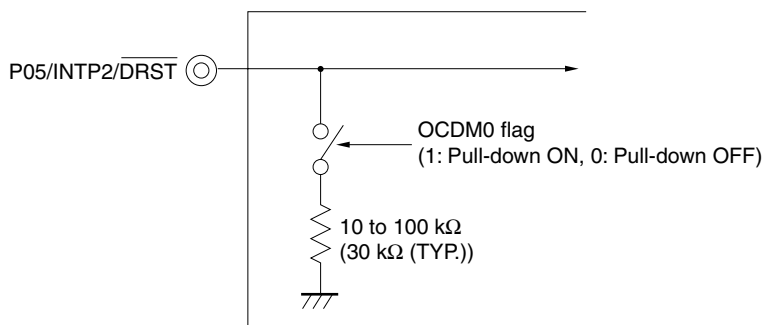 P05/INTP2/D̅R̅S̅T̅
OCDM0 flag
(1: Pull-down ON, 0: Pull-down OFF)
10 to 100 kΩ
(30 kΩ (TYP.))